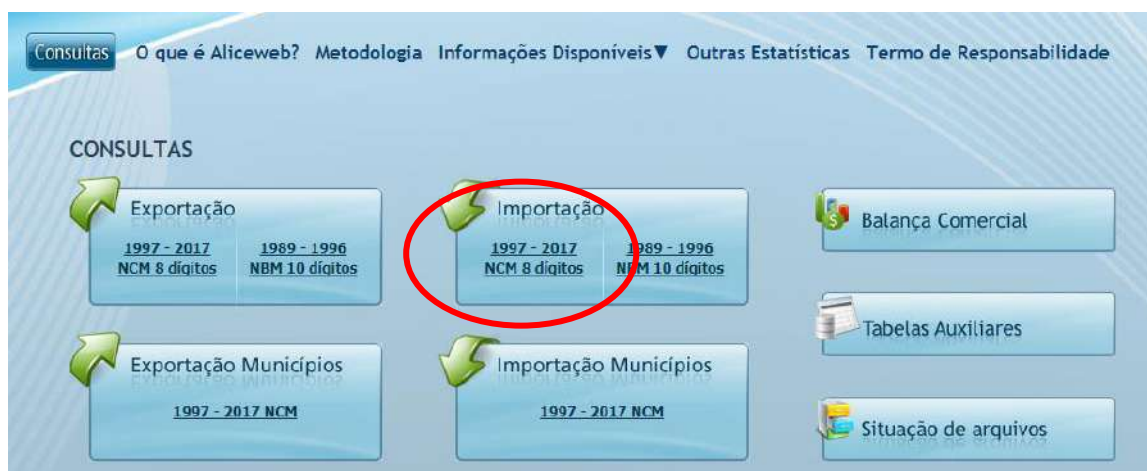 Consultas O que é Aliceweb? Metodologia Informações Disponíveis▼ Outras Estatísticas Termo de Responsabilidade
CONSULTAS
Exportação
1997 - 2017
NCM 8 dígitos
1989 - 1996
NBM 10 dígitos
Importação
1997 - 2017
NCM 8 dígitos
1989 - 1996
NBM 10 dígitos
Balança Comercial
Tabelas Auxiliares
Exportação Municípios
1997 - 2017 NCM
Importação Municípios
1997 - 2017 NCM
Situação de arquivos